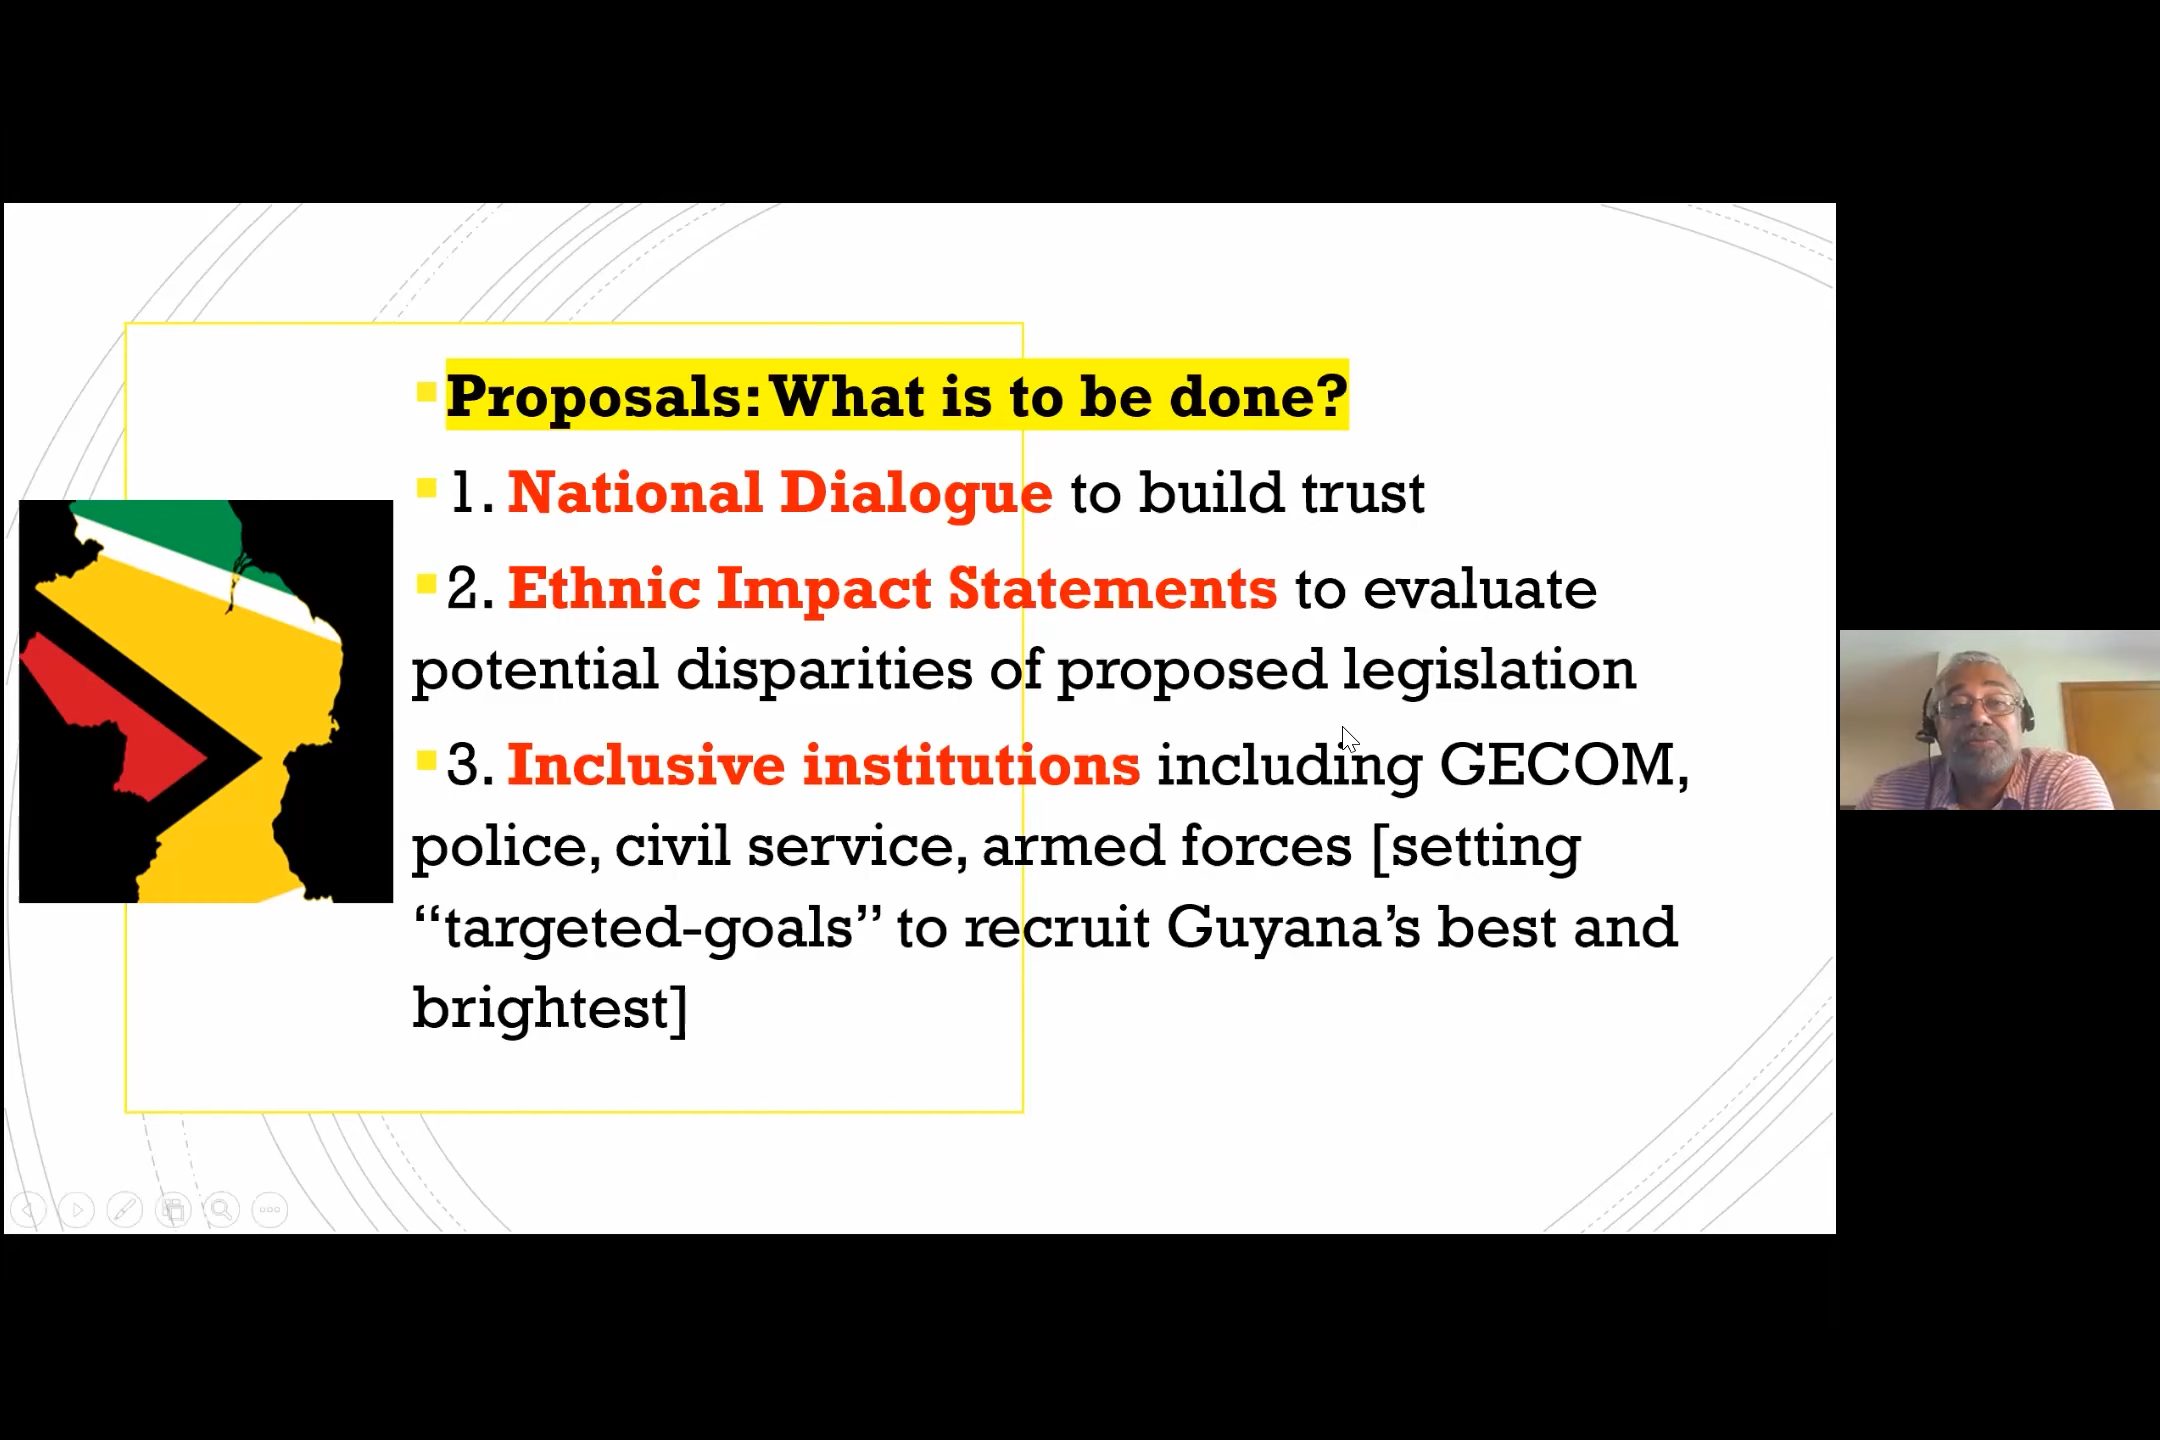 Proposals: What is to be done?
1. National Dialogue to build trust
2. Ethnic Impact Statements to evaluate
potential disparities of proposed legislation
3. Inclusive institutions including GECOM,
police, civil service, armed forces [setting
“targeted-goals” to recruit Guyana’s best and
brightest]